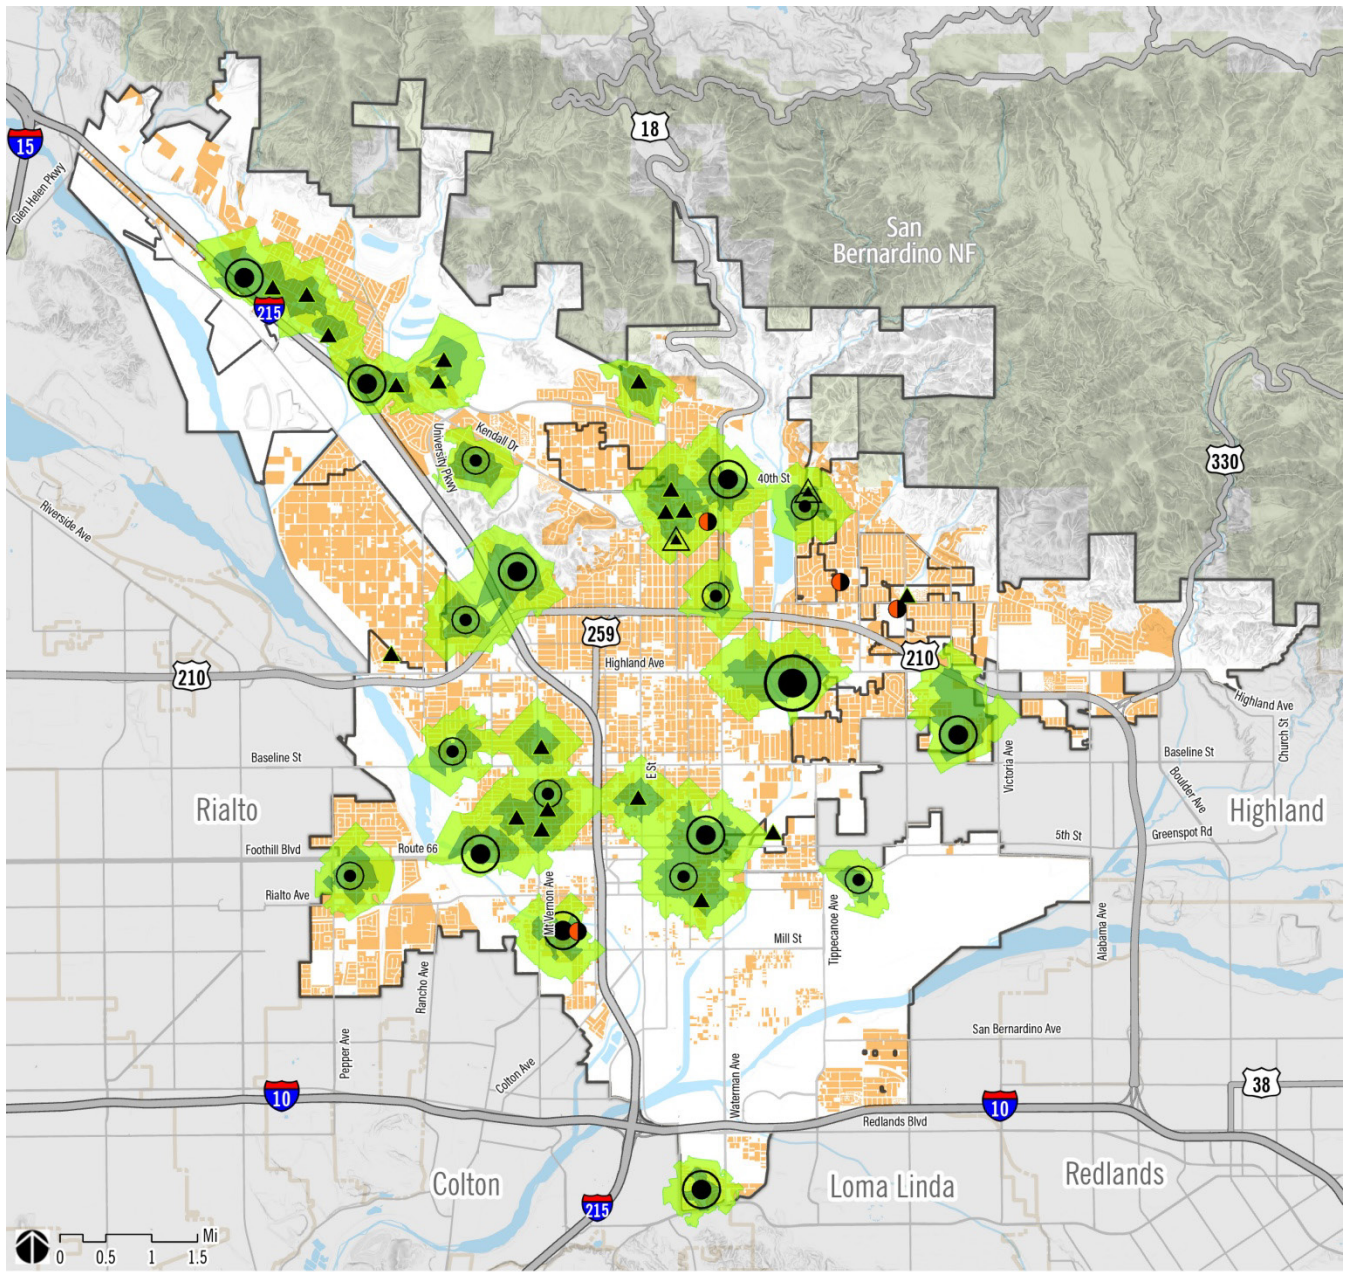 18
15
Glen Helen Pkwy
San
Bernardino NF
215
330
University Pkwy
Kendall Dr
40th St
Riverside Ave
259
210
210
Highland Ave
Highland Ave
Church St
Baseline St
E St
Victoria Ave
Baseline St
Boulder Ave
Rialto
Highland
5th St
Greenspot Rd
Foothill Blvd
Route 66
Rialto Ave
Mt Vernon Ave
Tippecanoe Ave
Alabama Ave
Mill St
Rancho Ave
San Bernardino Ave
Pepper Ave
Colton Ave
Waterman Ave
38
10
10
Redlands Blvd
Colton
Loma Linda
Redlands
215
Mi
0 0.5 1 1.5